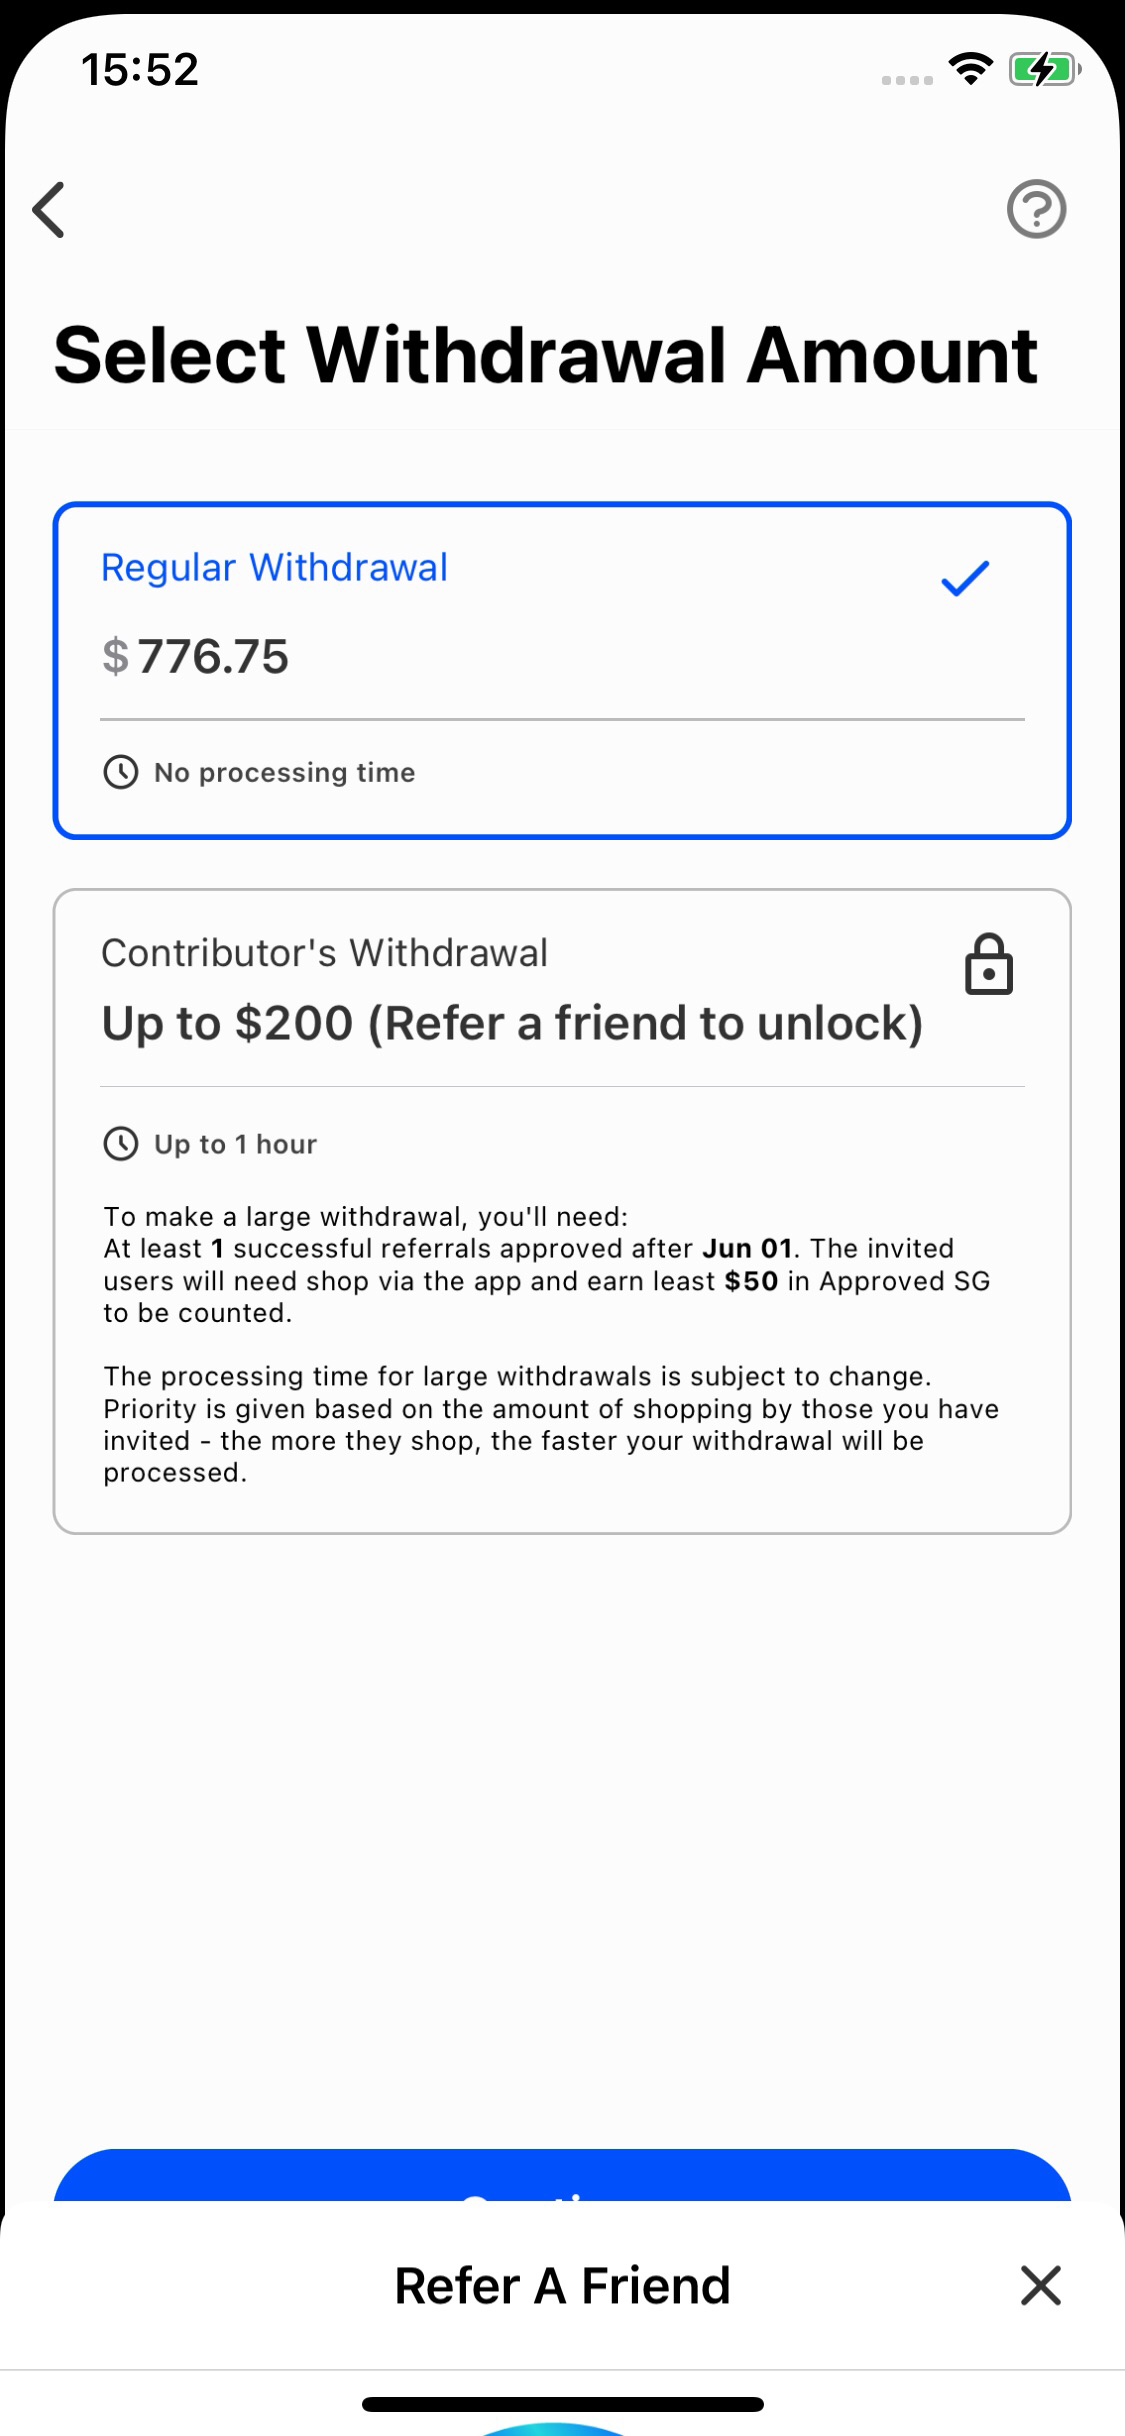 15:52
Select Withdrawal Amount
Regular Withdrawal
$ 776.75
No processing time
Contributor's Withdrawal
Up to $200 (Refer a friend to unlock)
Up to 1 hour
To make a large withdrawal, you'll need:
At least 1 successful referrals approved after Jun 01. The invited
users will need shop via the app and earn least $50 in Approved SG
to be counted.
The processing time for large withdrawals is subject to change.
Priority is given based on the amount of shopping by those you have
invited - the more they shop, the faster your withdrawal will be
processed.
Refer A Friend